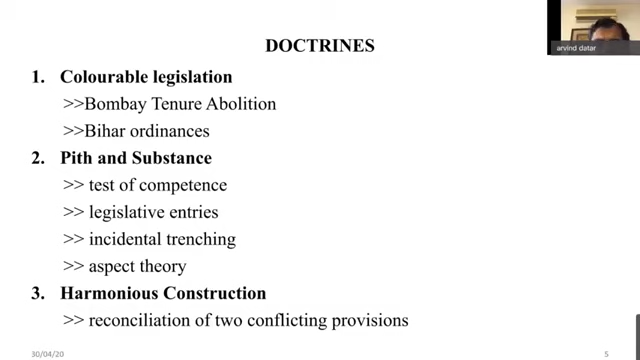 arvind datar
DOCTRINES
1. Colourable legislation
>>Bombay Tenure Abolition
>>Bihar ordinances
2. Pith and Substance
>> test of competence
>> legislative entries
>> incidental trenching
>> aspect theory
3. Harmonious Construction
>> reconciliation of two conflicting provisions
30/04/20
5